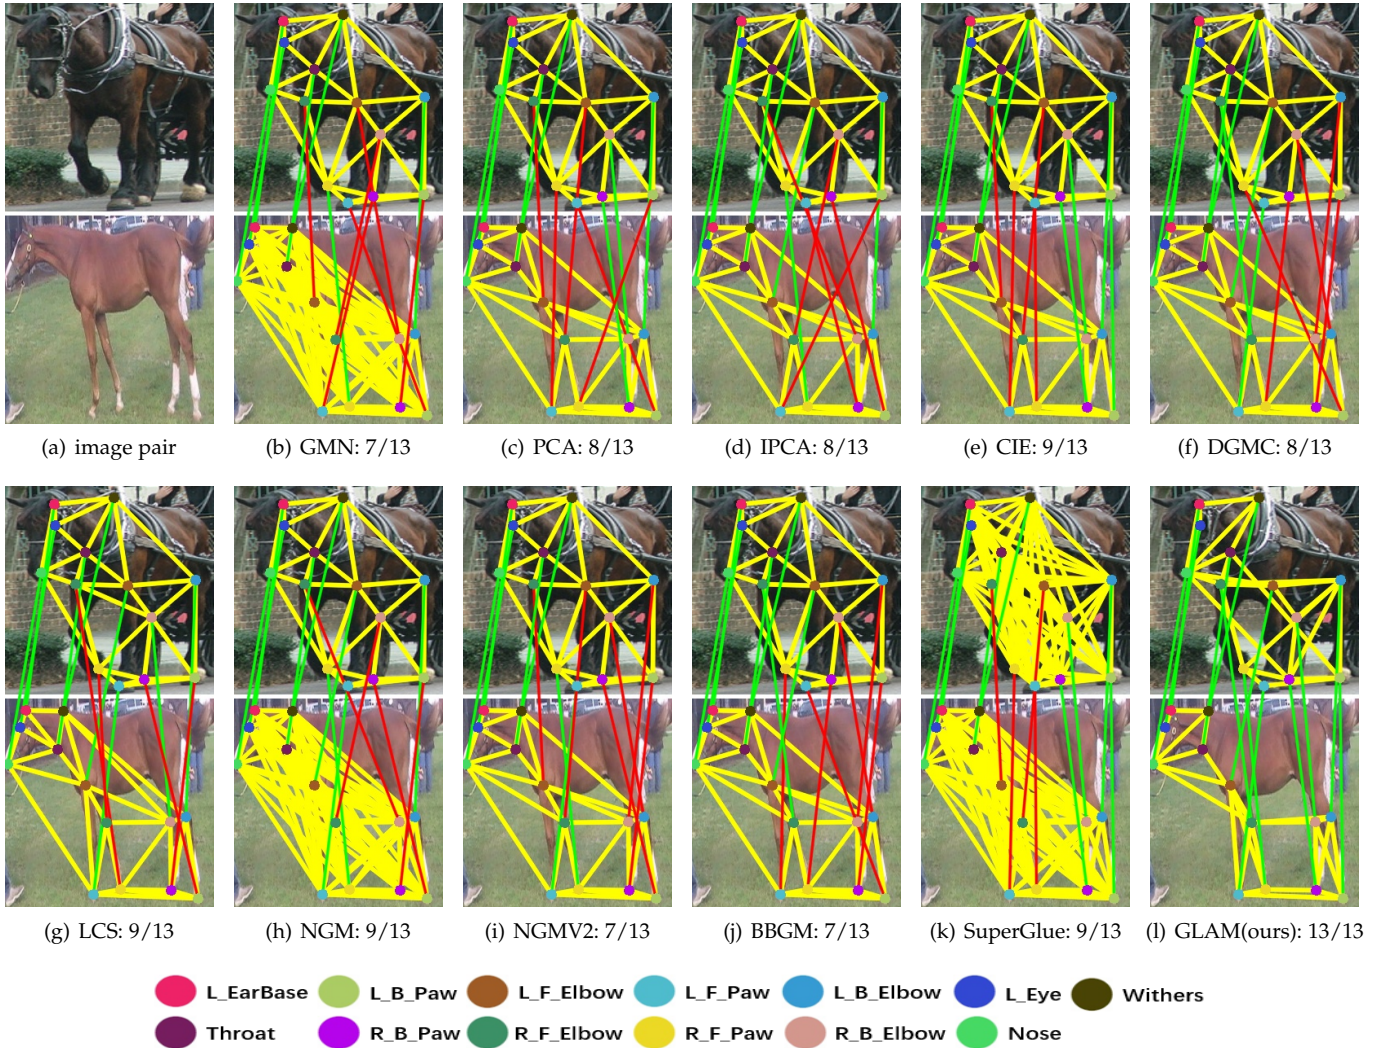 (a) image pair
(b) GMN: 7/13
(c) PCA: 8/13
(d) IPCA: 8/13
(e) CIE: 9/13
(f) DGMC: 8/13
(g) LCS: 9/13
(h) NGM: 9/13
(i) NGMV2: 7/13
(j) BBGM: 7/13
(k) SuperGlue: 9/13
(l) GLAM(ours): 13/13
L_EarBase L_B_Paw L_F_Elbow L_F_Paw L_B_Elbow L_Eye Withers
Throat R_B_Paw R_F_Elbow R_F_Paw R_B_Elbow Nose